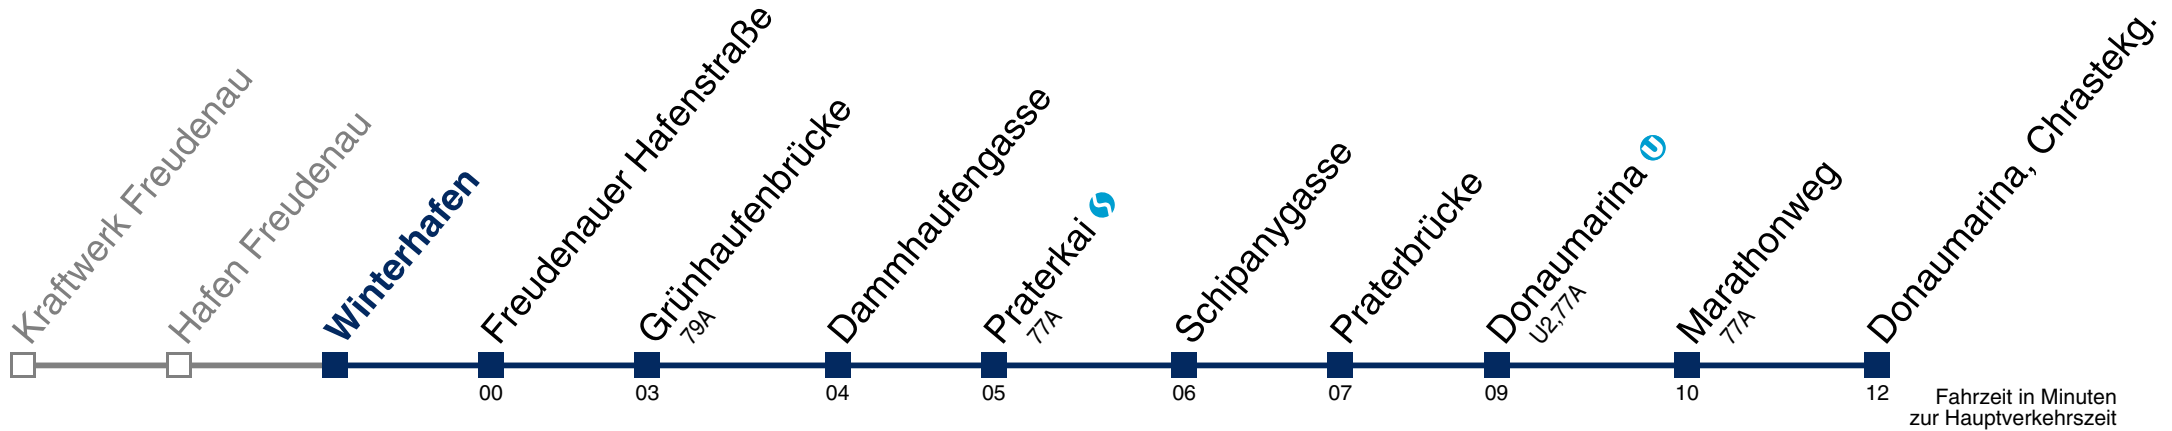 Kraftwerk Freudenau
Hafen Freudenau
Winterhafen
Freudenauer Hafenstraße
Grünhaufenbrücke
79A
Dammhaufengasse
Praterkai
77A
Schipanygasse
Praterbrücke
Donaumarina U
U2,77A
Marathonweg
77A
Donaumarina, Chrastekg.
00
03
04
05
06
07
09
10
12
Fahrzeit in Minuten
zur Hauptverkehrszeit